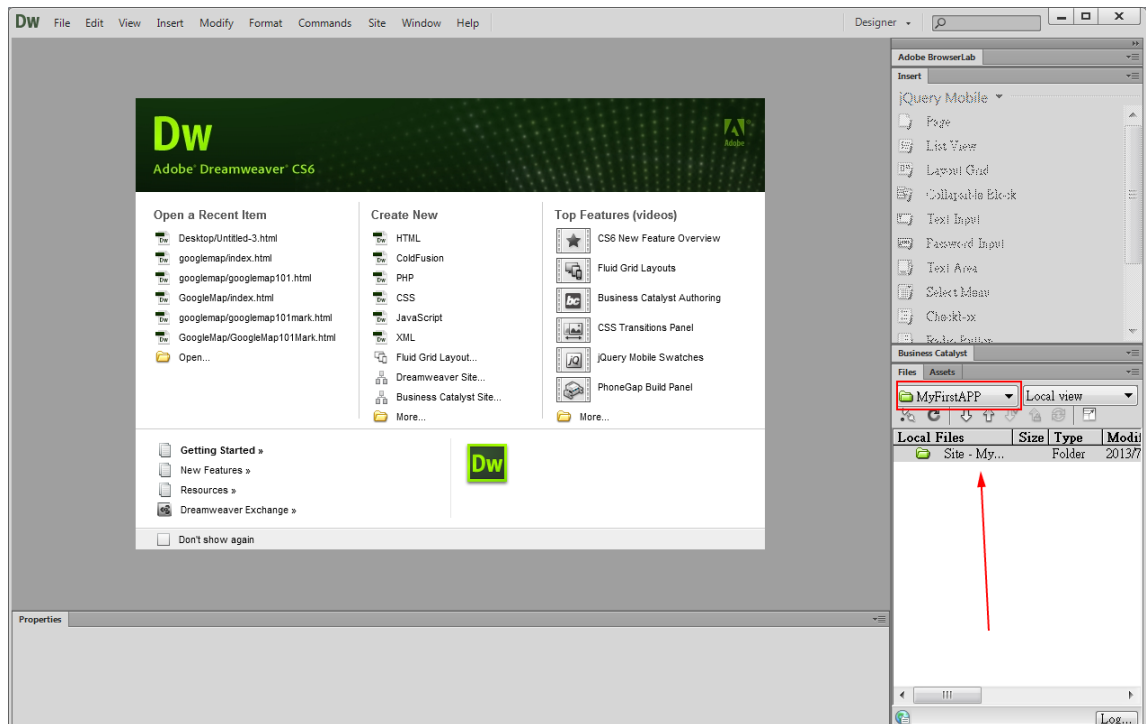 Dw File Edit View Insert Modify Format Commands Site Window Help Designer
Adobe BrowserLab
Insert
jQuery Mobile
Page
List View
Layout Grid
Collapsible Block
Text Input
Password Input
Text Area
Select Menu
Checkbox
Radio Button
Business Catalyst
Files Assets
MyFirstAPP Local view
Local Files Size Type Modi
Site - My... Folder 2013/7
Log...
Dw
Adobe® Dreamweaver® CS6
Adobe
Open a Recent Item
Desktop/Untitled-3.html
googlemap/index.html
googlemap/googlemap101.html
GoogleMap/index.html
googlemap/googlemap101mark.html
GoogleMap/GoogleMap101Mark.html
Open...
Create New
HTML
ColdFusion
PHP
CSS
JavaScript
XML
Fluid Grid Layout...
Dreamweaver Site...
Business Catalyst Site...
More...
Top Features (videos)
CS6 New Feature Overview
Fluid Grid Layouts
bc Business Catalyst Authoring
CSS Transitions Panel
jQ jQuery Mobile Swatches
PhoneGap Build Panel
More...
Getting Started »
New Features »
Resources »
Dreamweaver Exchange »
Dw
Don't show again
Properties